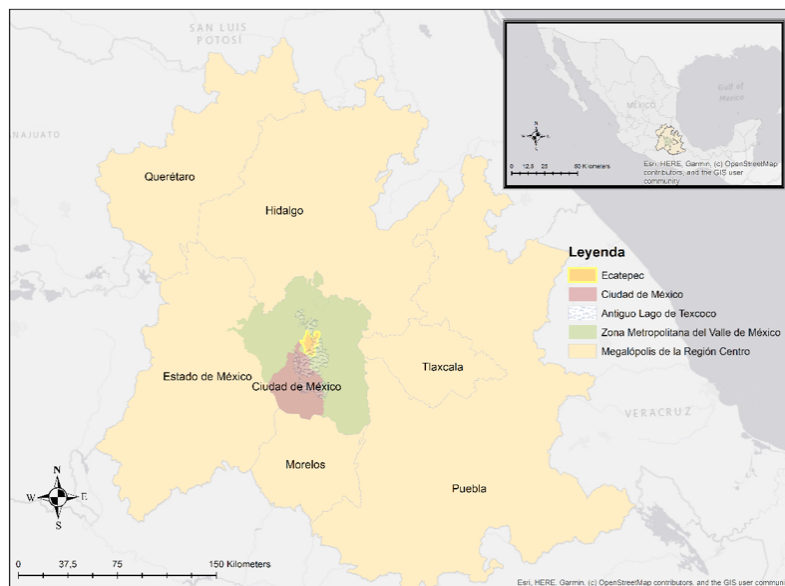 SAN LUIS
POTOSÍ
ANAJUATO
Querétaro
Hidalgo
Estado de México
Ciudad de México
Tlaxcala
Morelos
Puebla
VERACRUZ
MÉXICO
Gulf of
Mexico
N
W E
S
0 12.5 25 50 Kilometers
Esri, HERE, Garmin, (c) OpenStreetMap
contributors, and the GIS user
community
Leyenda
Ecatepec
Ciudad de México
Antiguo Lago de Texcoco
Zona Metropolitana del Valle de México
Megalópolis de la Región Centro
N
W E
S
0 37.5 75 150 Kilometers
Esri, HERE, Garmin, (c) OpenStreetMap contributors, and the GIS user communi